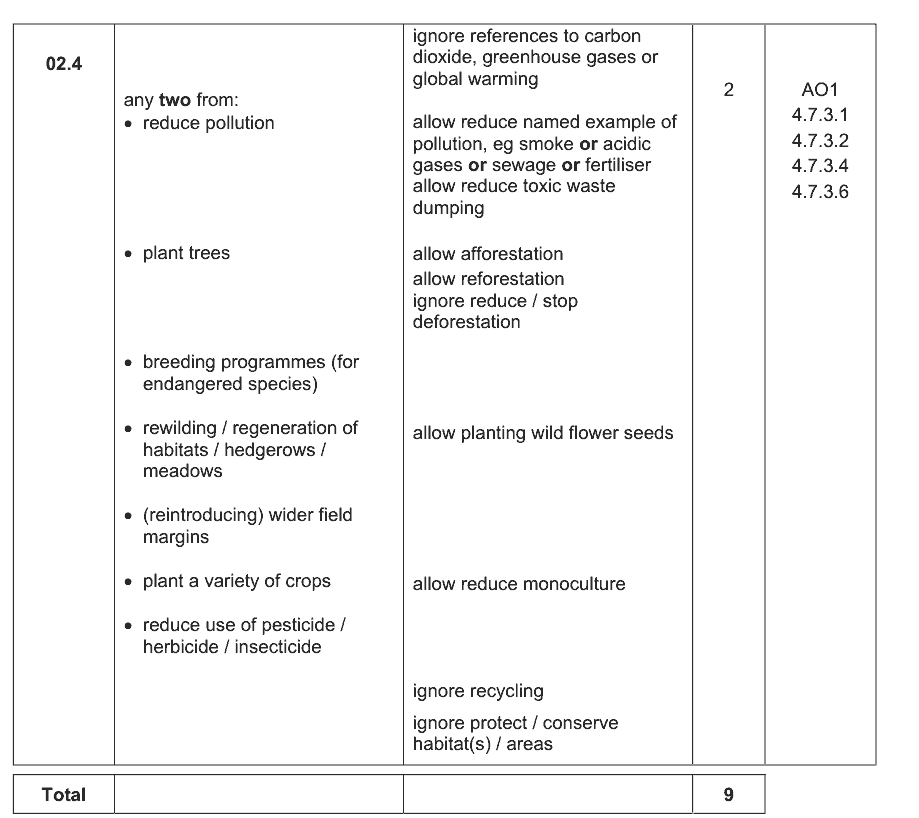 02.4
ignore references to carbon
dioxide, greenhouse gases or
global warming
any two from:
2
AO1
4.7.3.1
4.7.3.2
4.7.3.4
4.7.3.6
• reduce pollution
allow reduce named example of
pollution, eg smoke or acidic
gases or sewage or fertiliser
allow reduce toxic waste
dumping
• plant trees
allow afforestation
allow reforestation
ignore reduce / stop
deforestation
• breeding programmes (for
endangered species)
• rewilding / regeneration of
habitats / hedgerows /
meadows
allow planting wild flower seeds
• (reintroducing) wider field
margins
• plant a variety of crops
allow reduce monoculture
• reduce use of pesticide /
herbicide / insecticide
ignore recycling
ignore protect / conserve
habitat(s) / areas
Total
9